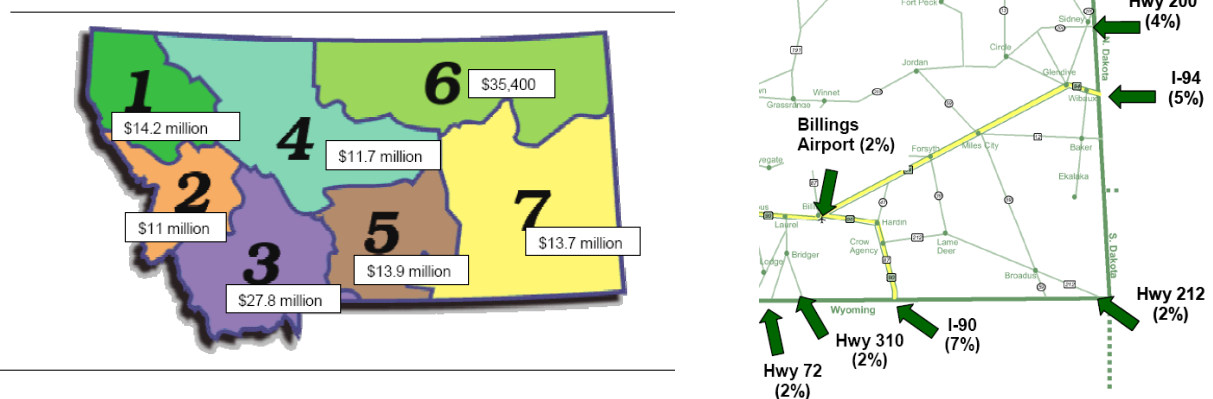 1
$14.2 million
2
$11 million
3
$27.8 million
4
$11.7 million
5
$13.9 million
6
$35,400
7
$13.7 million
Hwy 200
(4%)
I-94
(5%)
Billings
Airport (2%)
Hwy 212
(2%)
I-90
(7%)
Hwy 310
(2%)
Hwy 72
(2%)
Fort Peck
Sidney
N. Dakota
Circle
Jordan
Glendive
Wibaux
Winnet
Miles City
Forsyth
Baker
Ekalaka
Laurel
Hardin
Crow
Agency
Lame
Deer
Bridger
Broadus
S. Dakota
Wyoming
191
12
212